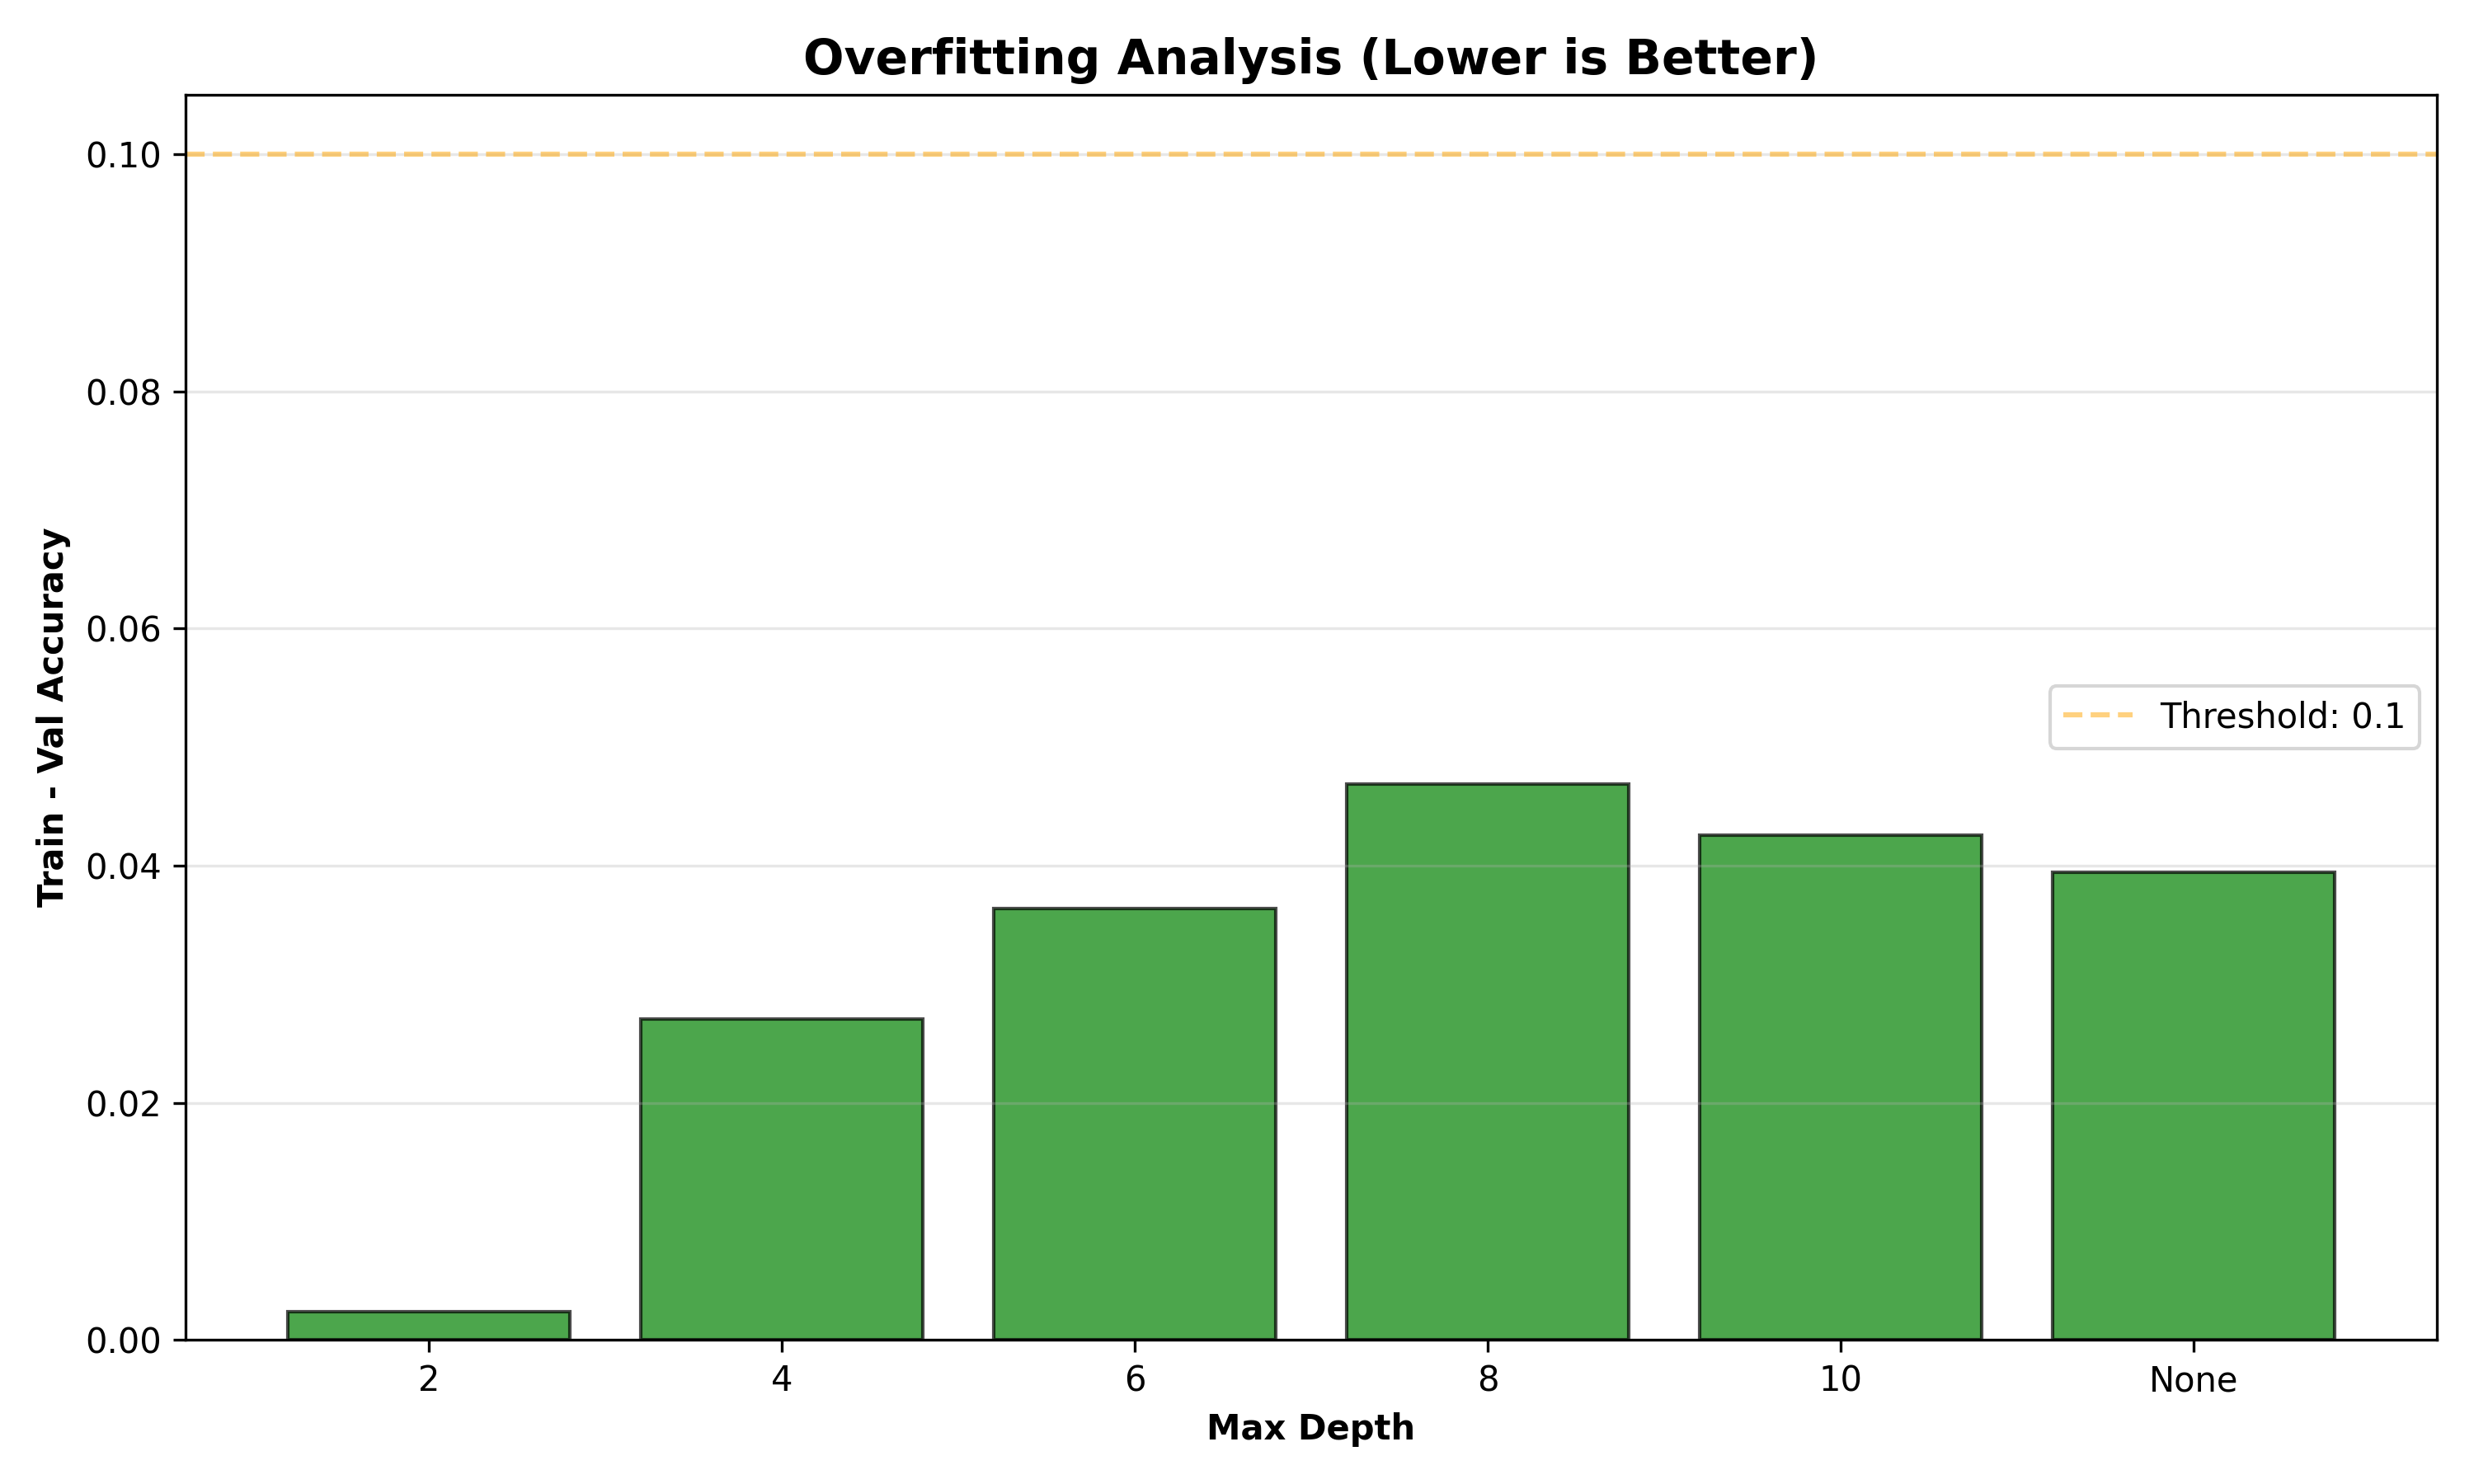 Overfitting Analysis (Lower is Better)
Train - Val Accuracy
0.10
0.08
0.06
0.04
0.02
0.00
Threshold: 0.1
2 4 6 8 10 None
Max Depth